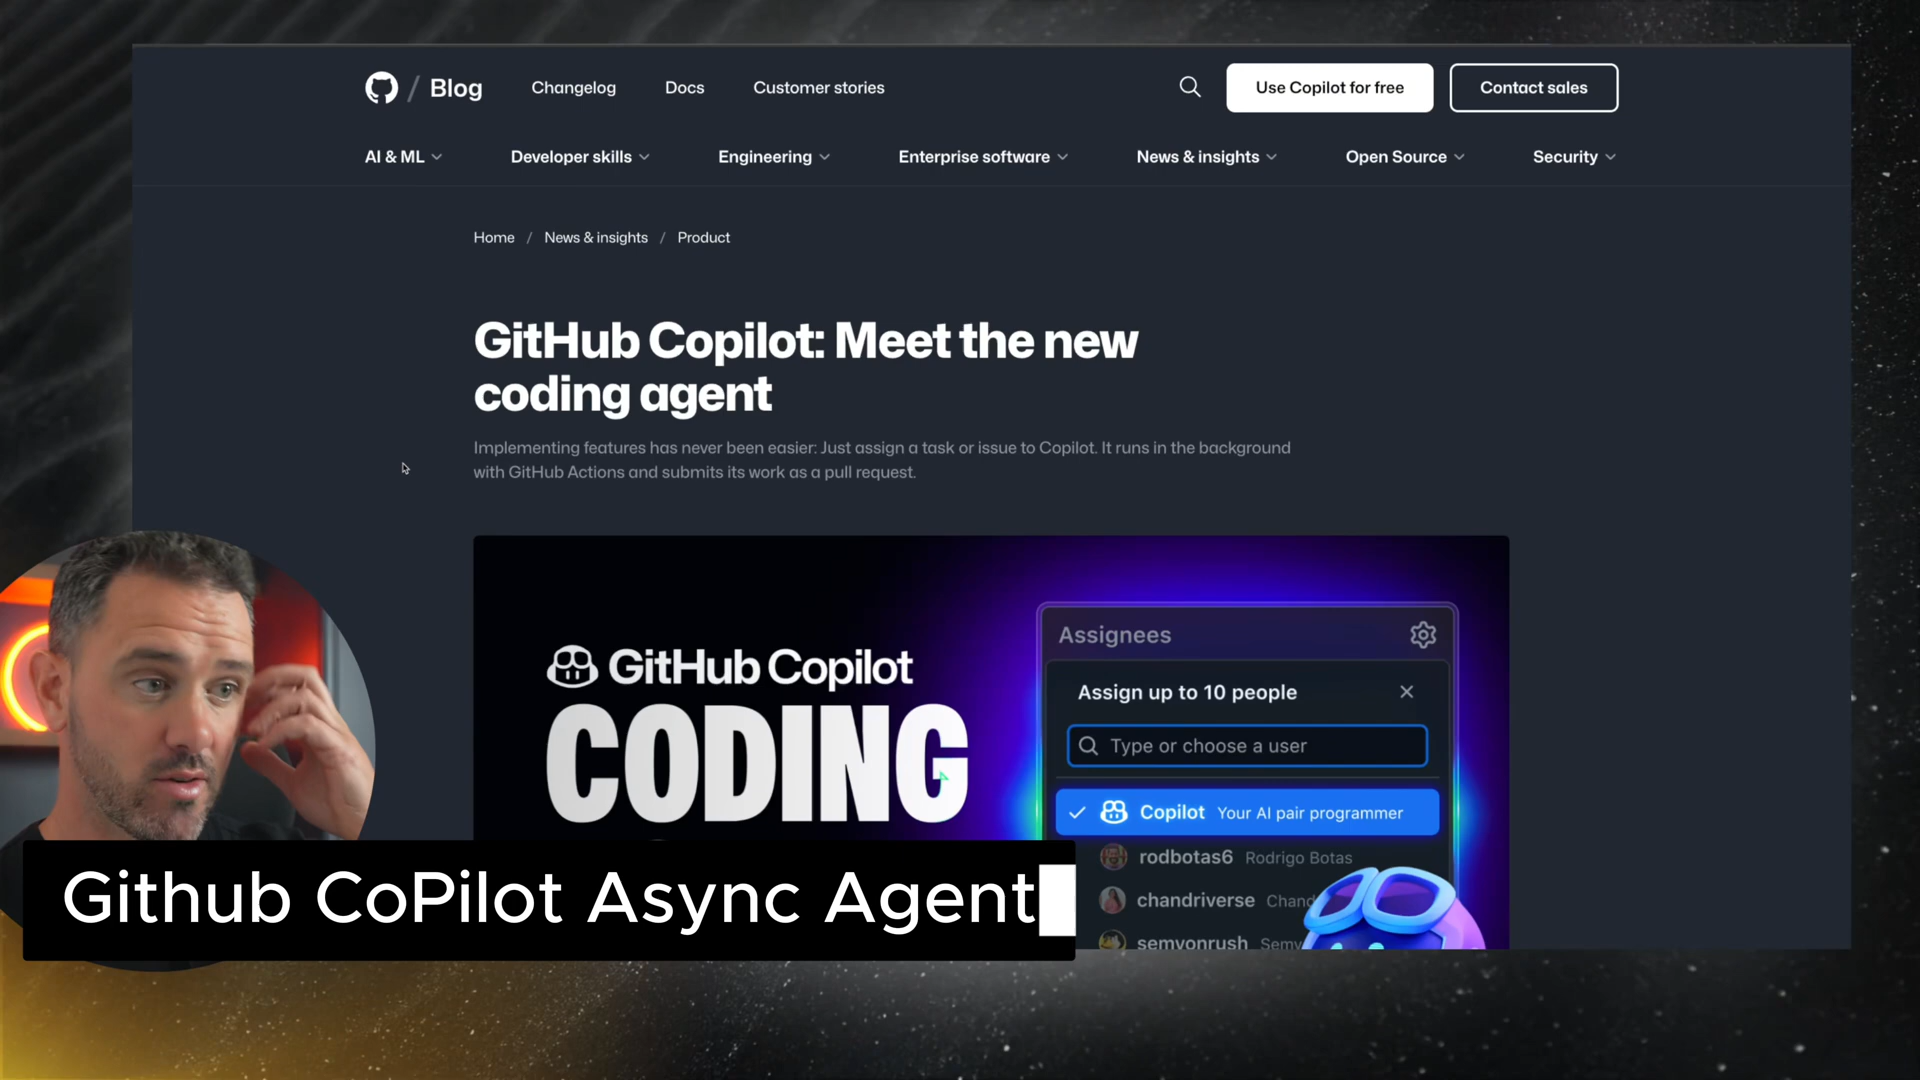 Blog
Changelog
Docs
Customer stories
Use Copilot for free
Contact sales
AI & ML
Developer skills
Engineering
Enterprise software
News & insights
Open Source
Security
Home / News & insights / Product
GitHub Copilot: Meet the new
coding agent
Implementing features has never been easier: Just assign a task or issue to Copilot. It runs in the background
with GitHub Actions and submits its work as a pull request.
GitHub Copilot
CODING
Assignees
Assign up to 10 people
Type or choose a user
Copilot Your AI pair programmer
rodbotas6 Rodrigo Botas
chandriverse
semyonrush
Github CoPilot Async Agent